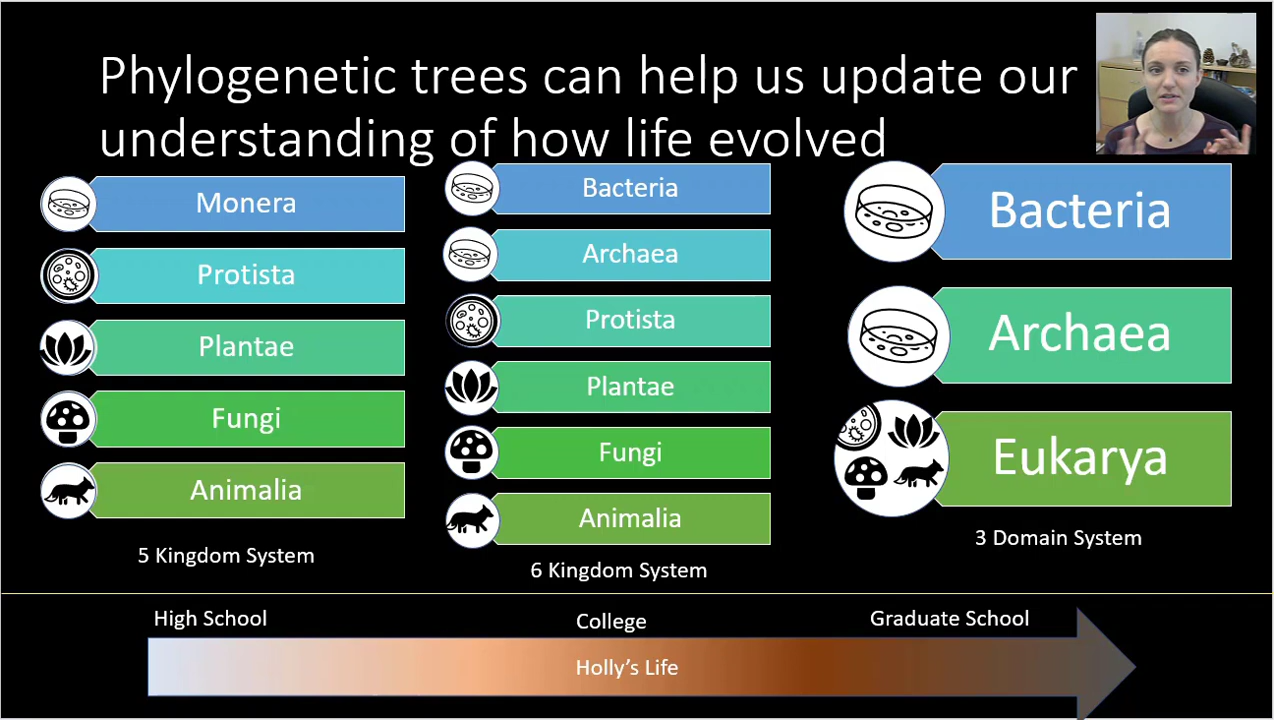 Phylogenetic trees can help us update our
understanding of how life evolved
Monera
Protista
Plantae
Fungi
Animalia
5 Kingdom System
Bacteria
Archaea
Protista
Plantae
Fungi
Animalia
6 Kingdom System
Bacteria
Archaea
Eukarya
3 Domain System
High School
College
Graduate School
Holly's Life